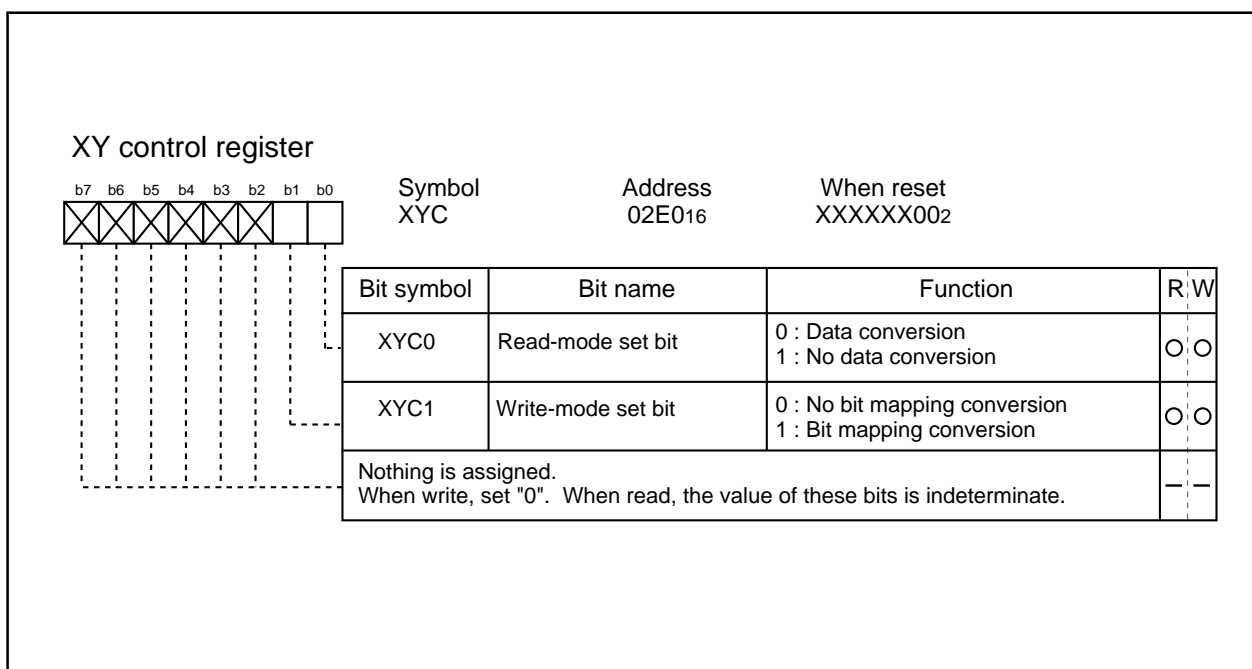 XY control register
b7 b6 b5 b4 b3 b2 b1 b0
Symbol Address When reset
XYC 02E016 XXXXXX002
Bit symbol Bit name Function R W
XYC0 Read-mode set bit 0 : Data conversion
1 : No data conversion
XYC1 Write-mode set bit 0 : No bit mapping conversion
1 : Bit mapping conversion
Nothing is assigned.
When write, set "0". When read, the value of these bits is indeterminate.